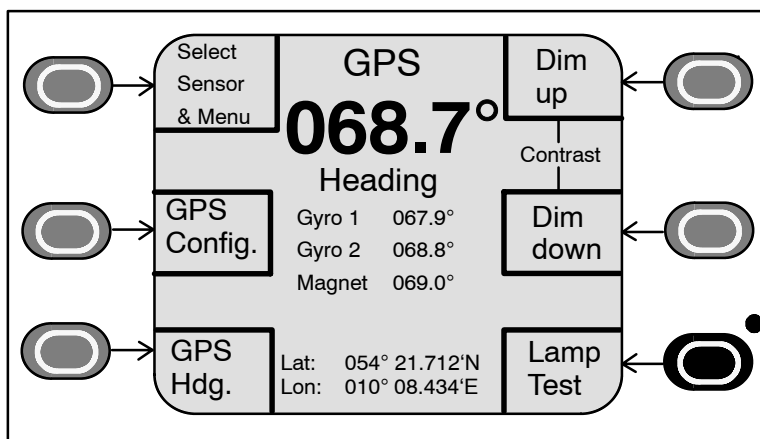 Select
Sensor
& Menu
GPS
068.7°
Heading
Gyro 1 067.9°
Gyro 2 068.8°
Magnet 069.0°
Lat: 054° 21.712‘N
Lon: 010° 08.434‘E
GPS
Config.
GPS
Hdg.
Dim
up
Contrast
Dim
down
Lamp
Test